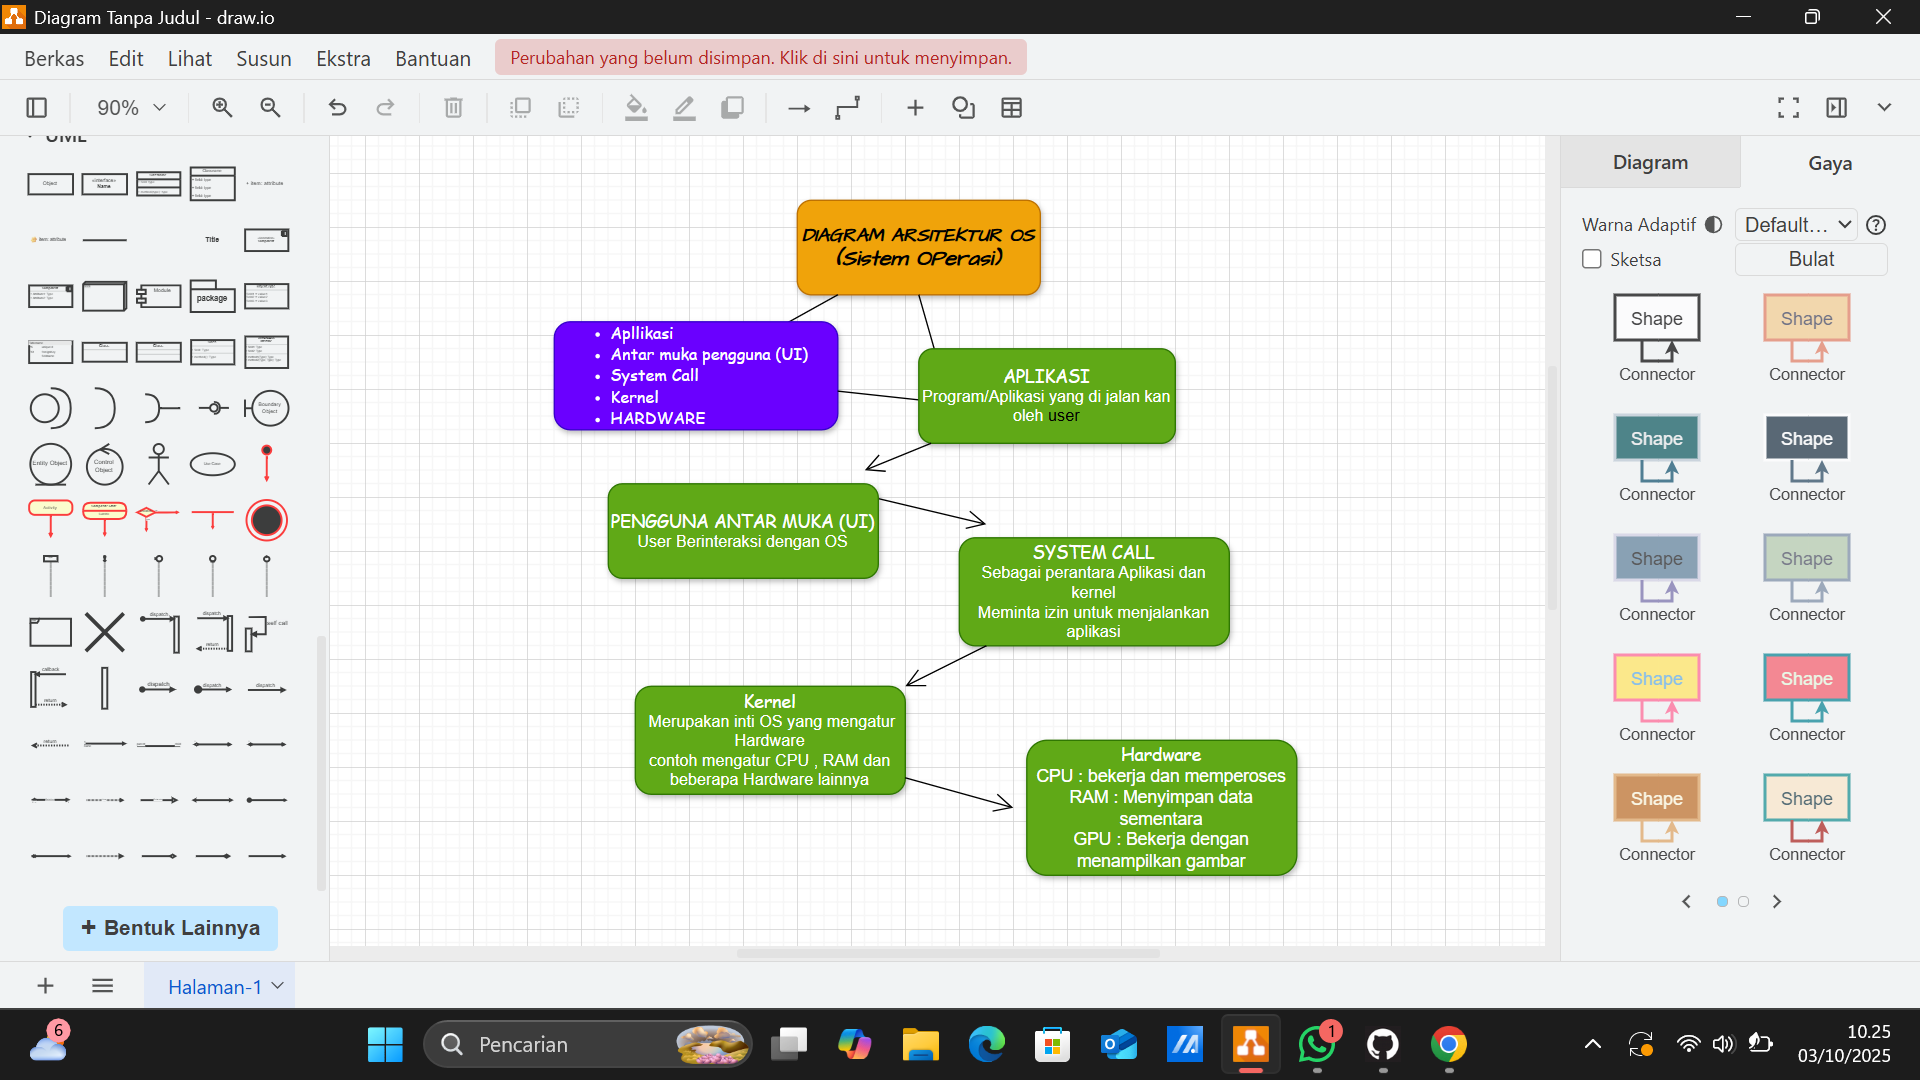 Diagram Tanpa Judul - draw.io
Berkas Edit Lihat Susun Ekstra Bantuan Perubahan yang belum disimpan. Klik di sini untuk menyimpan.
90%
UML
Object
Name
+ item: attribute
item: attribute
Title
Module
package
Boundary Object
Entity Object
Control Object
Use Case
Activity
dispatch
dispatch
return
self call
callback
return
dispatch
dispatch
dispatch
return
+ Bentuk Lainnya
DIAGRAM ARSITEKTUR OS
(Sistem OPerasi)
• Apllikasi
• Antar muka pengguna (UI)
• System Call
• Kernel
• HARDWARE
APLIKASI
Program/Aplikasi yang di jalan kan
oleh user
PENGGUNA ANTAR MUKA (UI)
User Berinteraksi dengan OS
SYSTEM CALL
Sebagai perantara Aplikasi dan
kernel
Meminta izin untuk menjalankan
aplikasi
Kernel
Merupakan inti OS yang mengatur
Hardware
contoh mengatur CPU , RAM dan
beberapa Hardware lainnya
Hardware
CPU : bekerja dan memperoses
RAM : Menyimpan data
sementara
GPU : Bekerja dengan
menampilkan gambar
Diagram Gaya
Warna Adaptif Default...
Sketsa Bulat
Shape Shape
Connector Connector
Shape Shape
Connector Connector
Shape Shape
Connector Connector
Shape Shape
Connector Connector
Shape Shape
Connector Connector
Halaman-1
6
Pencarian
1
10.25
03/10/2025